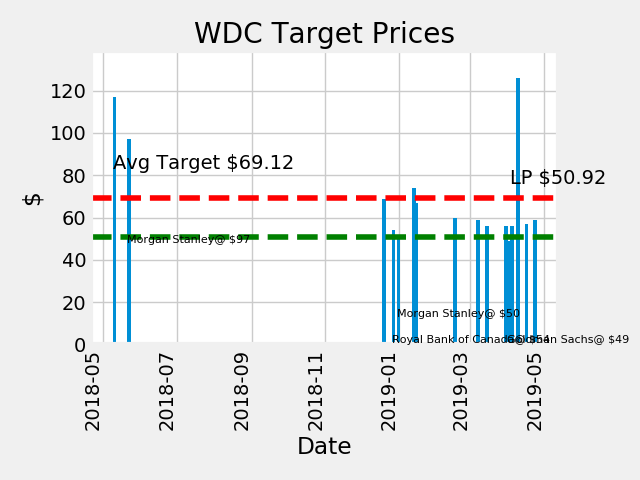 WDC Target Prices
120
100
80
60
40
20
0
$
Avg Target $69.12
LP $50.92
Morgan Stanley@ $97
Morgan Stanley@ $50
Royal Bank of Canada@ $54
Goldman Sachs@ $49
2018-05
2018-07
2018-09
2018-11
2019-01
2019-03
2019-05
Date